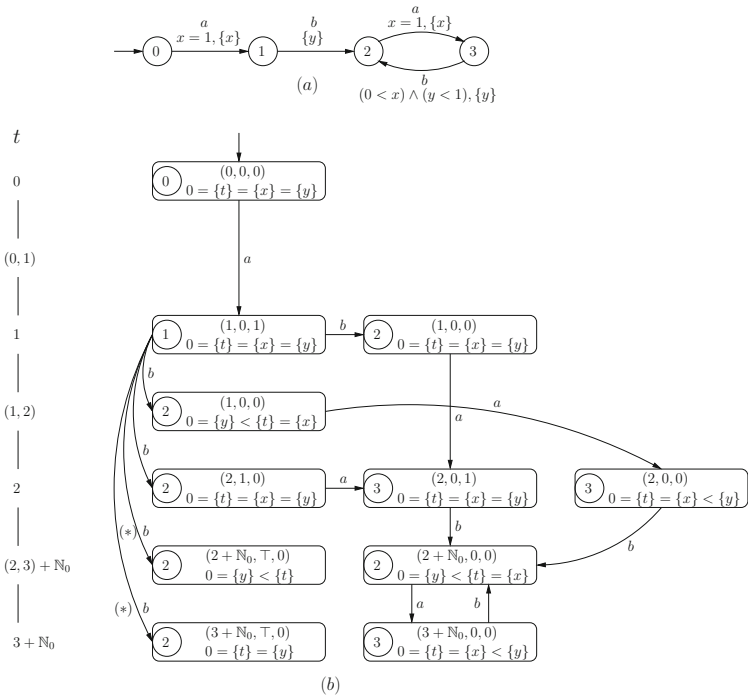 a
x = 1, {x}
b
{y}
a
x = 1, {x}
0
1
2
3
b
(0 < x) ∧ (y < 1), {y}
(a)
t
0
0
(0, 0, 0)
0 = {t} = {x} = {y}
(0, 1)
a
1
1
(1, 0, 1)
0 = {t} = {x} = {y}
b
2
(1, 0, 0)
0 = {t} = {x} = {y}
b
(1, 2)
2
(1, 0, 0)
0 = {y} < {t} = {x}
a
a
b
2
2
(2, 1, 0)
0 = {t} = {x} = {y}
a
3
(2, 0, 1)
0 = {t} = {x} = {y}
3
(2, 0, 0)
0 = {t} = {x} < {y}
(*) b
b
b
(2, 3) + ℕ₀
2
(2 + ℕ₀, ⊤, 0)
0 = {y} < {t}
2
(2 + ℕ₀, 0, 0)
0 = {y} < {t} = {x}
(*) b
a
b
3 + ℕ₀
2
(3 + ℕ₀, ⊤, 0)
0 = {t} = {y}
3
(3 + ℕ₀, 0, 0)
0 = {t} = {x} < {y}
(b)